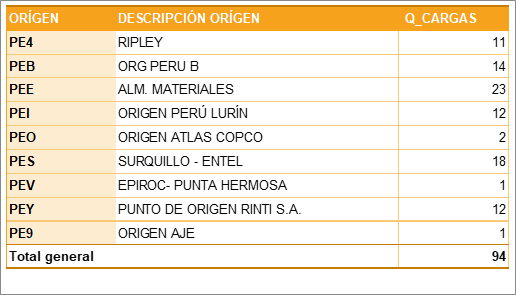 ORÍGEN DESCRIPCIÓN ORÍGEN Q_CARGAS
PE4 RIPLEY 11
PEB ORG PERU B 14
PEE ALM. MATERIALES 23
PEI ORIGEN PERÚ LURÍN 12
PEO ORIGEN ATLAS COPCO 2
PES SURQUILLO - ENTEL 18
PEV EPIROC- PUNTA HERMOSA 1
PEY PUNTO DE ORIGEN RINTI S.A. 12
PE9 ORIGEN AJE 1
Total general 94